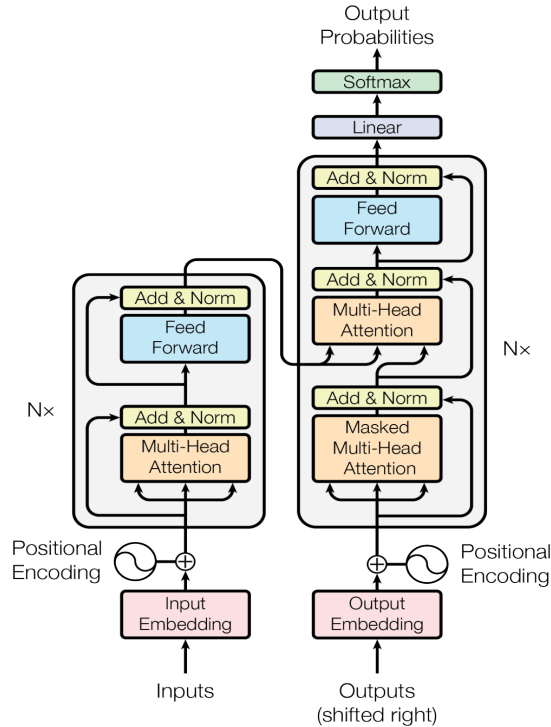 Output
Probabilities
Softmax
Linear
Add & Norm
Feed
Forward
Add & Norm
Multi-Head
Attention
Add & Norm
Masked
Multi-Head
Attention
N×
Add & Norm
Feed
Forward
Add & Norm
Multi-Head
Attention
N×
Positional
Encoding
Positional
Encoding
Input
Embedding
Output
Embedding
Inputs
Outputs
(shifted right)